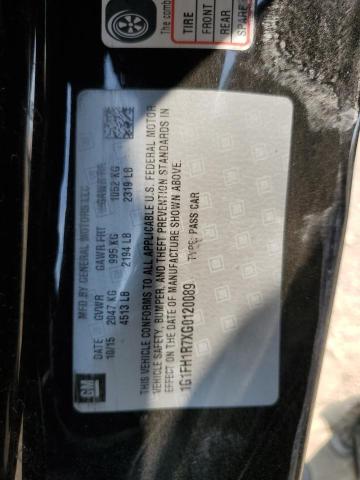 The comb
TIRE
FRONT
REAR
SPARE
GM
MFD BY GENERAL MOTORS LLC
DATE GVWR GAWR FRT GAWR RR
10/15 2047 KG 995 KG 1052 KG
4513 LB 2194 LB 2319 LB
THIS VEHICLE CONFORMS TO ALL APPLICABLE U.S. FEDERAL MOTOR
VEHICLE SAFETY, BUMPER, AND THEFT PREVENTION STANDARDS IN
EFFECT ON THE DATE OF MANUFACTURE SHOWN ABOVE.
1G1FH1R7XG0120089 TYPE: PASS CAR